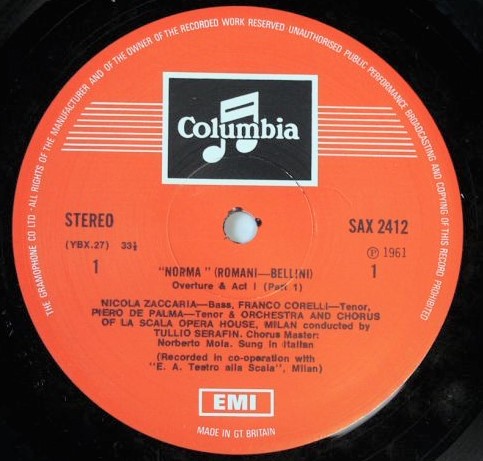 THE GRAMOPHONE CO LTD · ALL RIGHTS OF THE MANUFACTURER AND OF THE OWNER OF THE RECORDED WORK RESERVED · UNAUTHORISED PUBLIC PERFORMANCE BROADCASTING AND COPYING OF THIS RECORD PROHIBITED
Columbia
STEREO
SAX 2412
(YBX.27) 33⅓
Ⓟ 1961
1
1
"NORMA" (ROMANI—BELLINI)
Overture & Act I (Part 1)
NICOLA ZACCARIA—Bass, FRANCO CORELLI—Tenor,
PIERO DE PALMA—Tenor & ORCHESTRA AND CHORUS
OF LA SCALA OPERA HOUSE, MILAN conducted by
TULLIO SERAFIN. Chorus Master:
Norberto Mola. Sung in Italian
(Recorded in co-operation with
"E. A. Teatro alla Scala", Milan)
EMI
MADE IN GT. BRITAIN